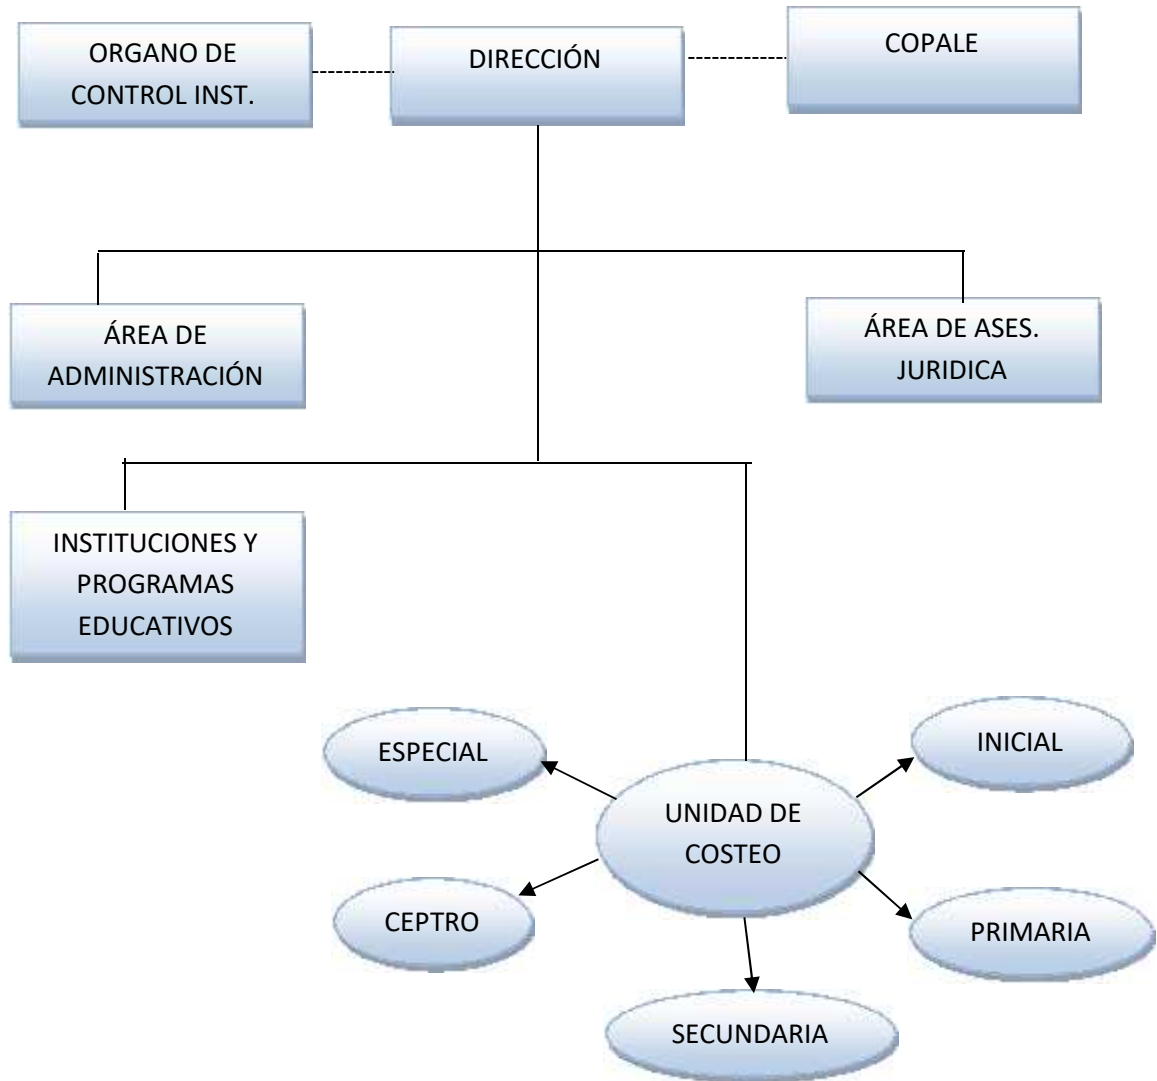 ORGANO DE
CONTROL INST.
DIRECCIÓN
COPALE
ÁREA DE
ADMINISTRACIÓN
ÁREA DE ASES.
JURIDICA
INSTITUCIONES Y
PROGRAMAS
EDUCATIVOS
ESPECIAL
INICIAL
UNIDAD DE
COSTEO
CEPTRO
PRIMARIA
SECUNDARIA